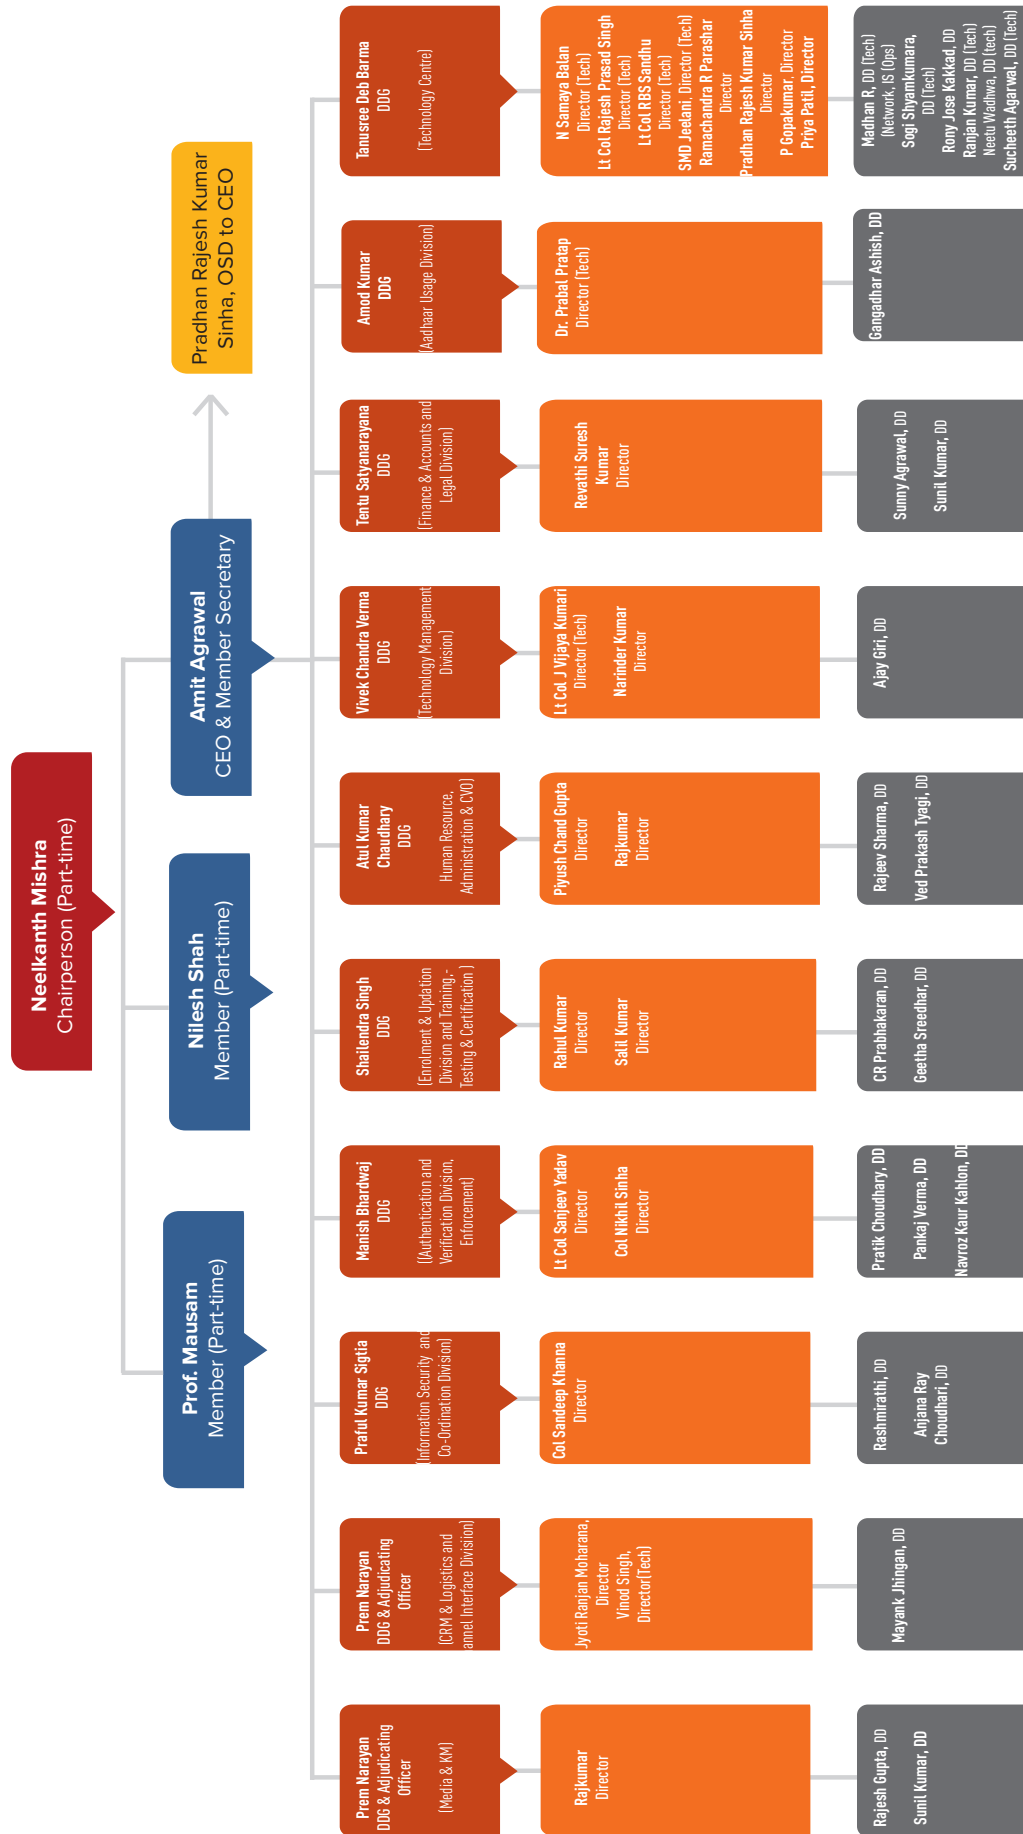 Neelkanth Mishra
Chairperson (Part-time)
Prof. Mausam
Member (Part-time)
Nilesh Shah
Member (Part-time)
Amit Agrawal
CEO & Member Secretary
Pradhan Rajesh Kumar
Sinha, OSD to CEO
Prem Narayan
DDG & Adjudicating
Officer
(Media & KM)
Prem Narayan
DDG & Adjudicating
Officer
(CRM & Logistics and
annel Interface Division)
Praful Kumar Sigtia
DDG
(Information Security and
Co-Ordination Division)
Manish Bhardwaj
DDG
((Authentication and
Verification Division,
Enforcement)
Shailendra Singh
DDG
(Enrolment & Updation
Division and Training,-
Testing & Certification )
Atul Kumar
Chaudhary
DDG
Human Resource,
Administration & CVO)
Vivek Chandra Verma
DDG
(Technology Management
Division)
Tentu Satyanarayana
DDG
(Finance & Accounts and
Legal Division)
Amod Kumar
DDG
(Aadhaar Usage Division)
Tanusree Deb Barma
DDG
(Technology Centre)
Rajkumar
Director
Jyoti Ranjan Moharana,
Director
Vinod Singh,
Director(Tech)
Col Sandeep Khanna
Director
Lt Col Sanjeev Yadav
Director
Col Nikhil Sinha
Director
Rahul Kumar
Director
Salil Kumar
Director
Piyush Chand Gupta
Director
Rajkumar
Director
Lt Col J Vijaya Kumari
Director (Tech)
Narinder Kumar
Director
Revathi Suresh
Kumar
Director
Dr. Prabal Pratap
Director (Tech)
N Samaya Balan
Director (Tech)
Lt Col Rajesh Prasad Singh
Director (Tech)
Lt Col RBS Sandhu
Director (Tech)
SMD Jeelani, Director (Tech)
Ramachandra R Parashar
Director
Pradhan Rajesh Kumar Sinha
Director
P Gopakumar, Director
Priya Patil, Director
Rajesh Gupta, DD
Sunil Kumar, DD
Mayank Jhingan, DD
Rashmirathi, DD
Anjana Ray
Choudhari, DD
Pratik Choudhary, DD
Pankaj Verma, DD
Navroz Kaur Kahlon, DD
CR Prabhakaran, DD
Geetha Sreedhar, DD
Rajeev Sharma, DD
Ved Prakash Tyagi, DD
Ajay Giri, DD
Sunny Agrawal, DD
Sunil Kumar, DD
Gangadhar Ashish, DD
Madhan R, DD (Tech)
(Network, IS (Ops)
Sogi Shyamkumara,
DD (Tech)
Rony Jose Kakkad, DD
Ranjan Kumar, DD (Tech)
Neetu Wadhwa, DD (tech)
Sucheeth Agarwal, DD (Tech)